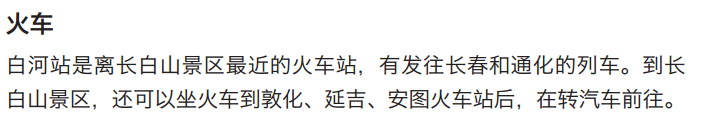 火车
白河站是离长白山景区最近的火车站，有发往长春和通化的列车。到长
白山景区，还可以坐火车到敦化、延吉、安图火车站后，在转汽车前往。